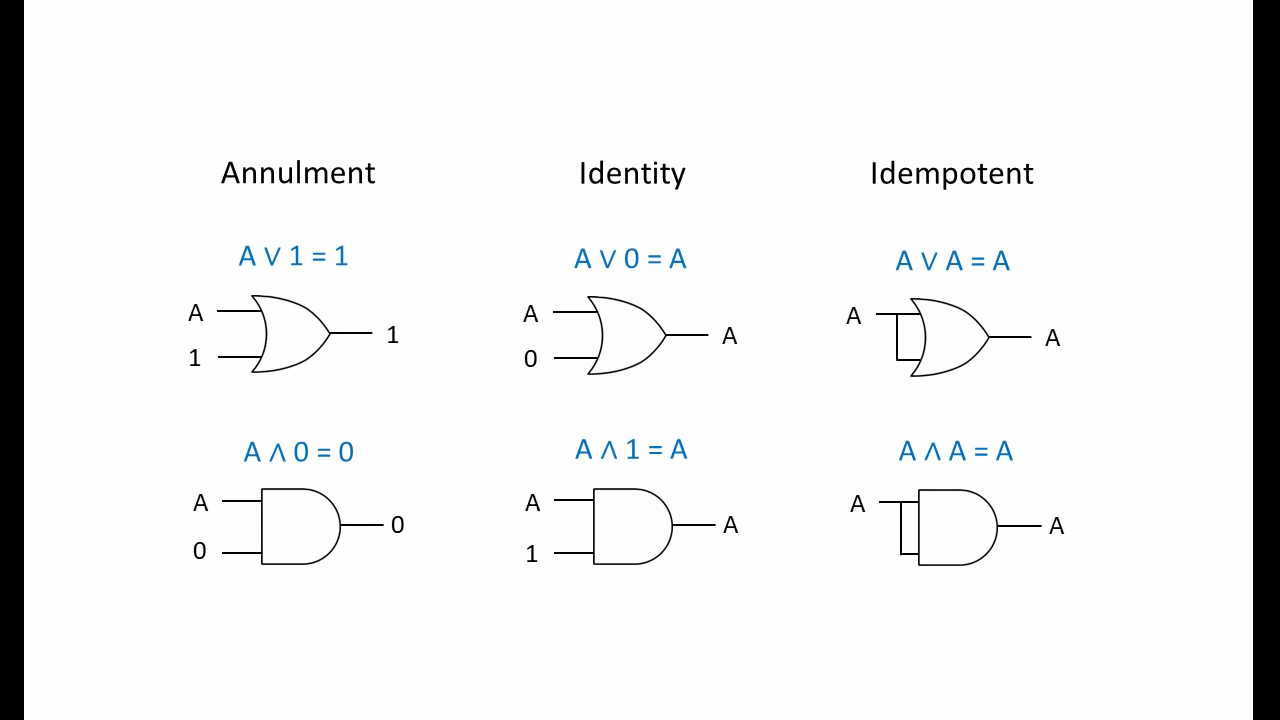 Annulment
Identity
Idempotent
A ∨ 1 = 1
A ∨ 0 = A
A ∨ A = A
A
1
1
A
0
A
A
A
A ∧ 0 = 0
A ∧ 1 = A
A ∧ A = A
A
0
0
A
1
A
A
A